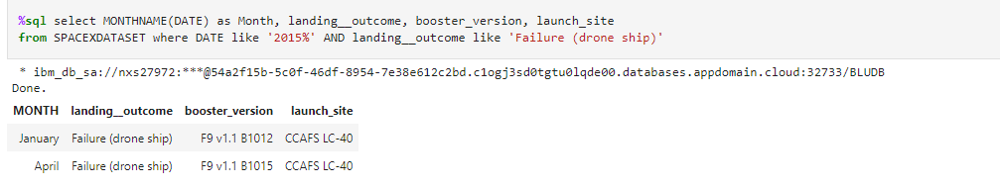 %sql select MONTHNAME(DATE) as Month, landing__outcome, booster_version, launch_site
from SPACEXDATASET where DATE like '2015%' AND landing__outcome like 'Failure (drone ship)'
* ibm_db_sa://nxs27972:***@54a2f15b-5c0f-46df-8954-7e38e612c2bd.c1ogj3sd0tgtu0lqde00.databases.appdomain.cloud:32733/BLUDB
Done.
MONTH landing__outcome booster_version launch_site
January Failure (drone ship) F9 v1.1 B1012 CCAFS LC-40
April Failure (drone ship) F9 v1.1 B1015 CCAFS LC-40